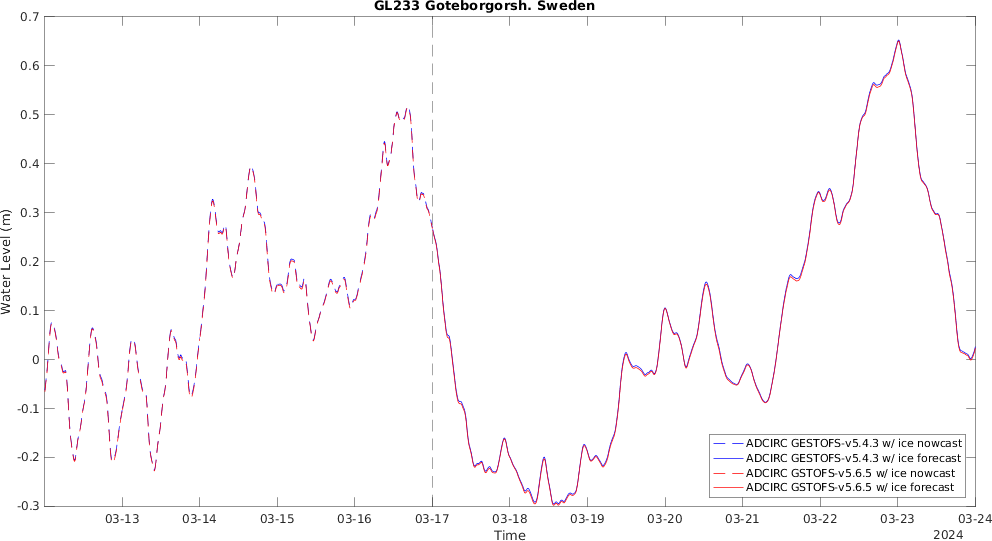 GL233 Goteborgorsh. Sweden
0.7
0.6
0.5
0.4
0.3
0.2
0.1
0
-0.1
-0.2
-0.3
Water Level (m)
ADCIRC GESTOFS-v5.4.3 w/ ice nowcast
ADCIRC GESTOFS-v5.4.3 w/ ice forecast
ADCIRC GSTOFS-v5.6.5 w/ ice nowcast
ADCIRC GSTOFS-v5.6.5 w/ ice forecast
03-13 03-14 03-15 03-16 03-17 03-18 03-19 03-20 03-21 03-22 03-23 03-24
Time
2024